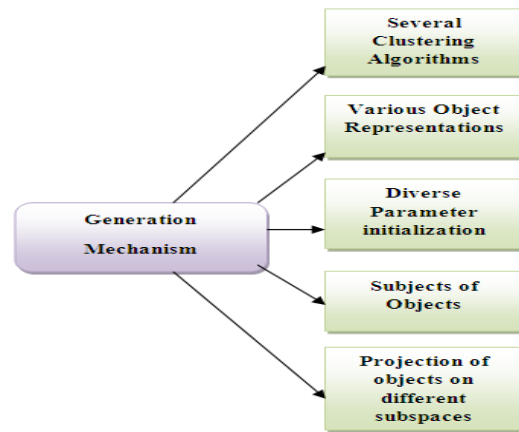 Several
Clustering
Algorithms
Various Object
Representations
Generation
Mechanism
Diverse
Parameter
initialization
Subjects of
Objects
Projection of
objects on
different
subspaces